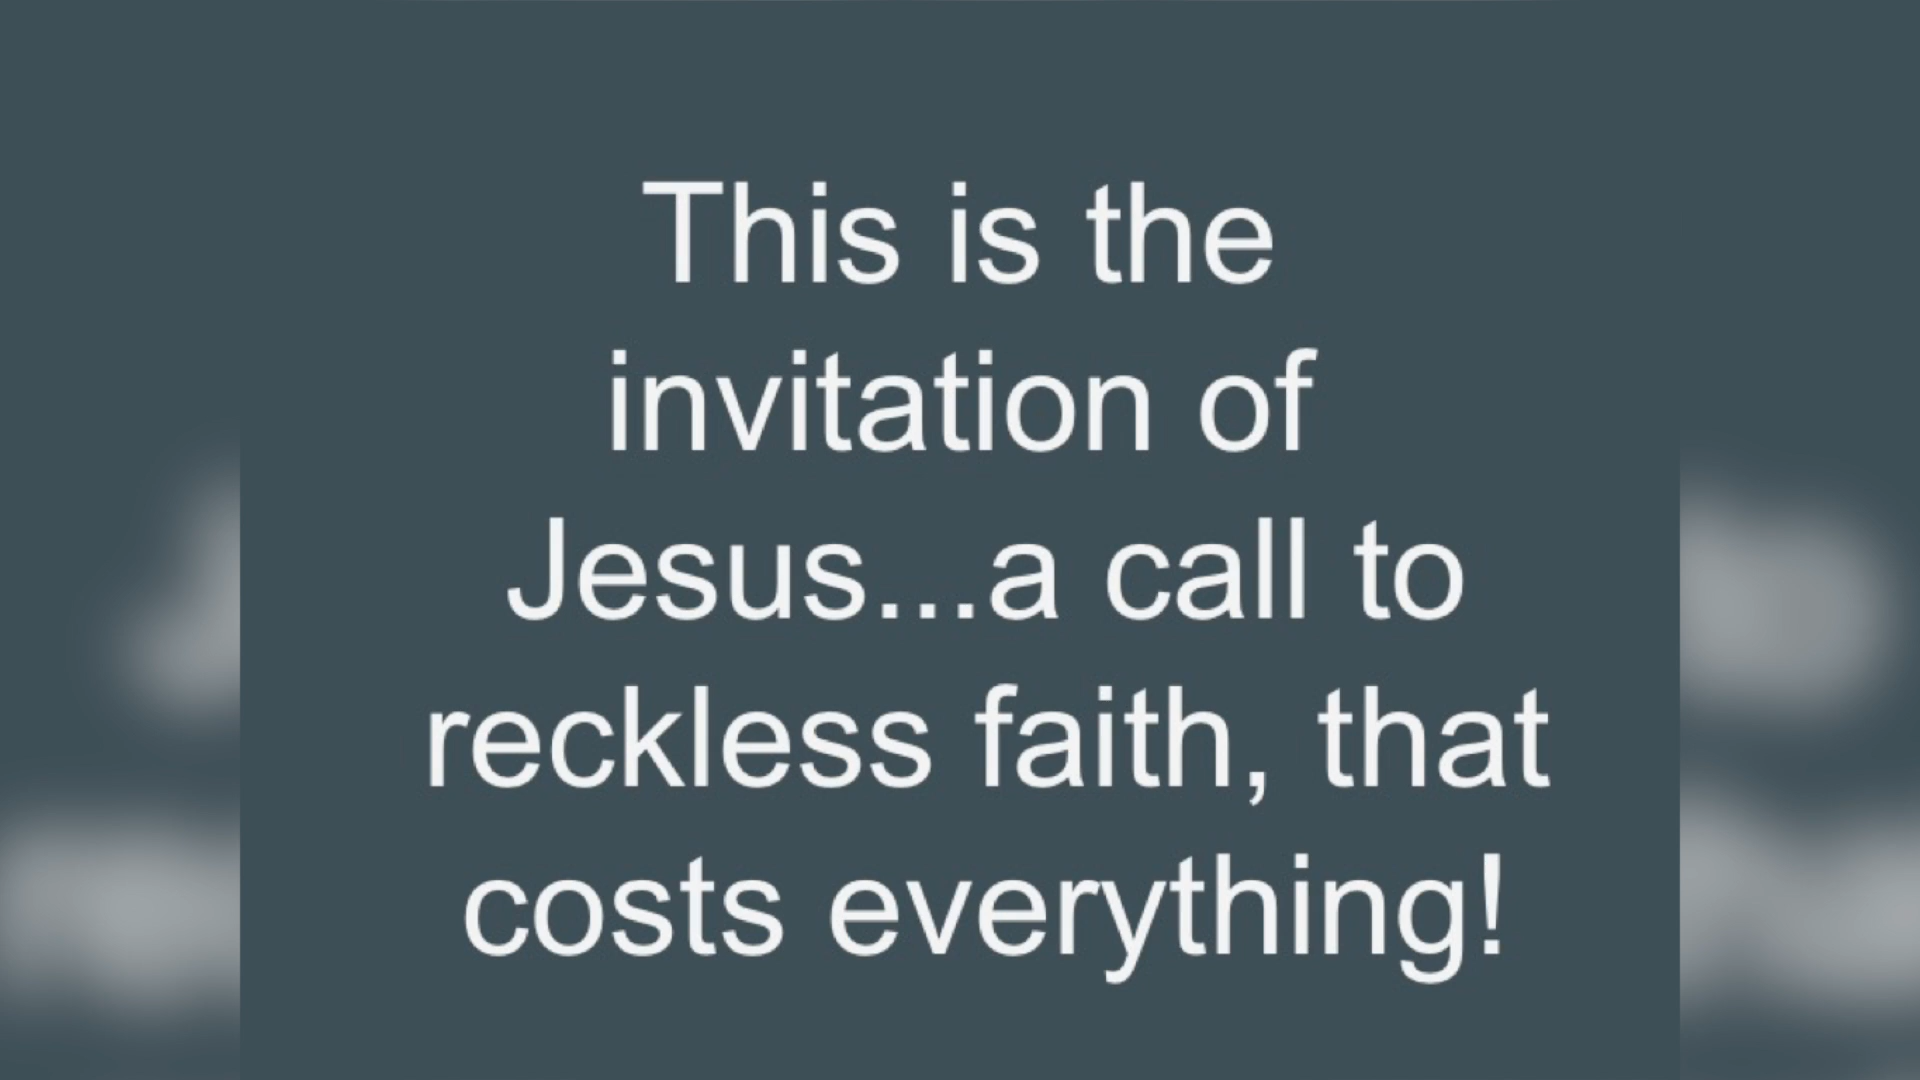 This is the
invitation of
Jesus...a call to
reckless faith, that
costs everything!